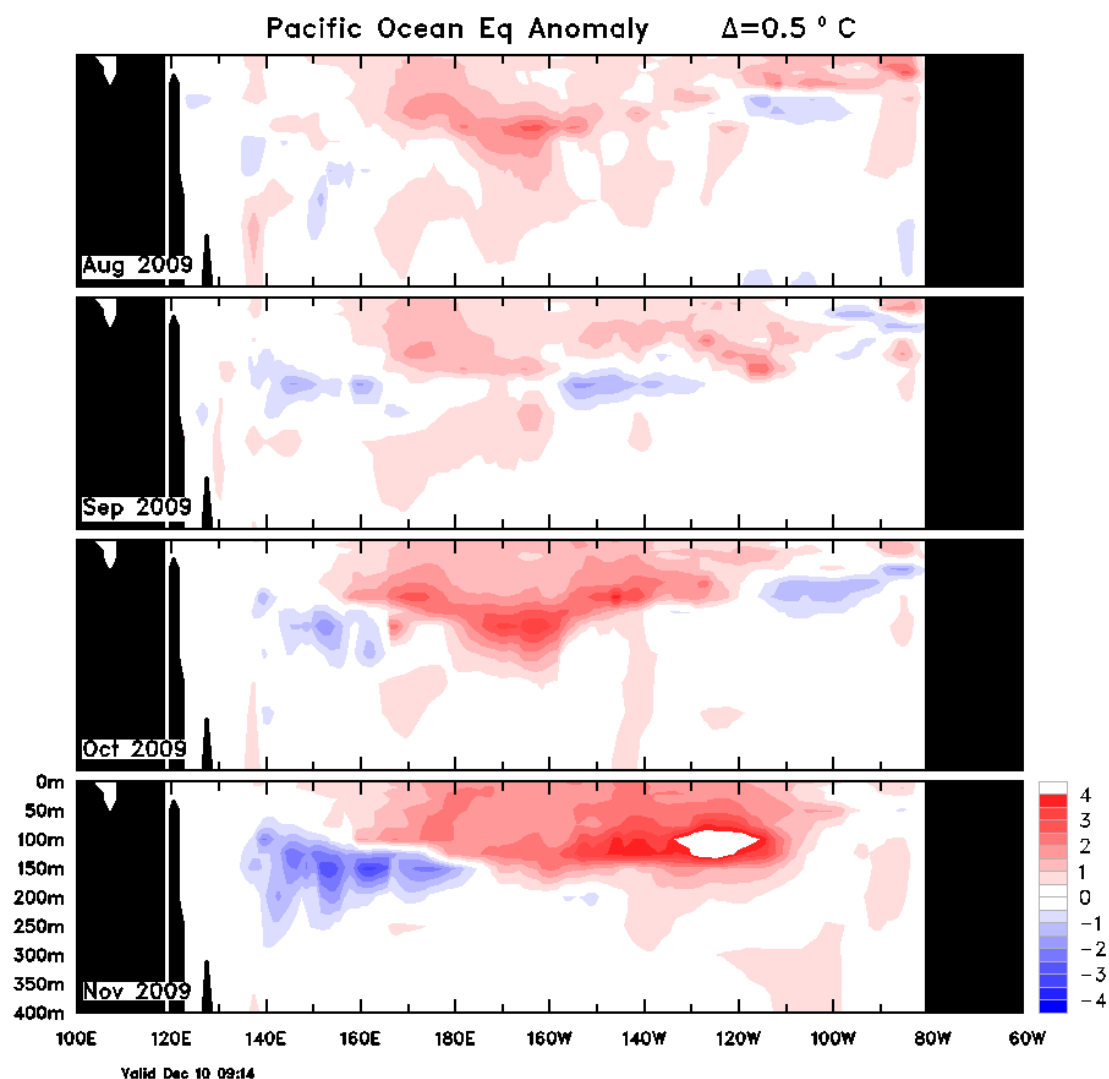 Pacific Ocean Eq Anomaly Δ=0.5 ° C
Aug 2009
Sep 2009
Oct 2009
0m
50m
100m
150m
200m
250m
300m
350m
400m
Nov 2009
4
3
2
1
0
-1
-2
-3
-4
100E 120E 140E 160E 180E 160W 140W 120W 100W 80W 60W
Valid Dec 10 09:14